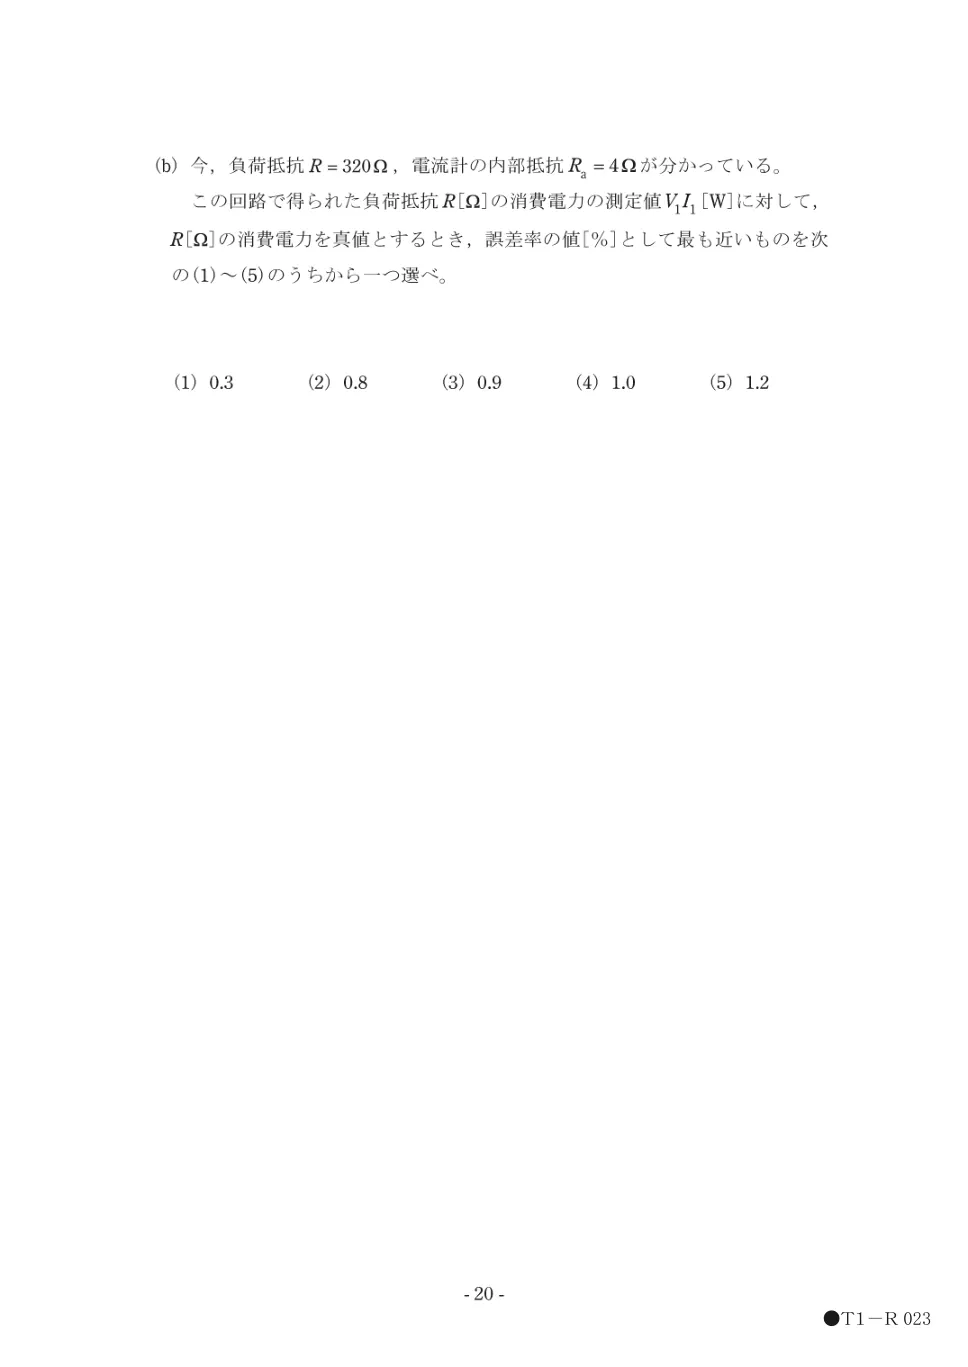 (b) 今，負荷抵抗 R = 320 Ω，電流計の内部抵抗 Ra = 4 Ω が分かっている。
この回路で得られた負荷抵抗 R[Ω]の消費電力の測定値 V1I1 [W]に対して，
R[Ω]の消費電力を真値とするとき，誤差率の値[％]として最も近いものを次
の(1)～(5)のうちから一つ選べ。
(1) 0.3 (2) 0.8 (3) 0.9 (4) 1.0 (5) 1.2
- 20 -
●T1－R 023